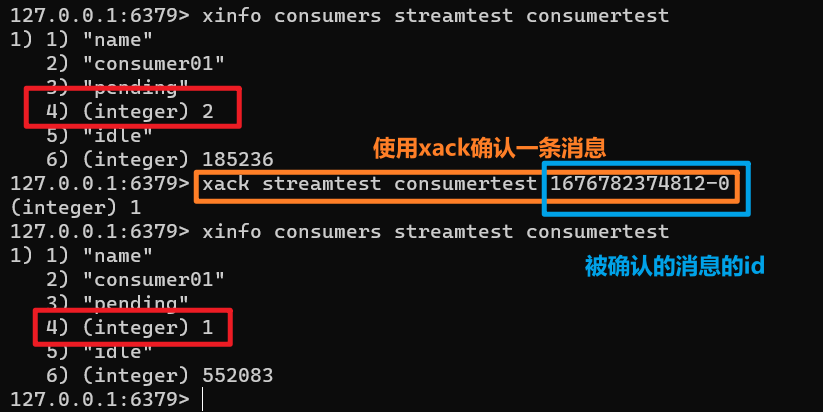 127.0.0.1:6379> xinfo consumers streamtest consumertest
1) 1) "name"
2) "consumer01"
3) "pending"
4) (integer) 2
5) "idle"
6) (integer) 185236
使用xack确认一条消息
127.0.0.1:6379> xack streamtest consumertest 1676782374812-0
(integer) 1
127.0.0.1:6379> xinfo consumers streamtest consumertest
1) 1) "name"
被确认的消息的id
2) "consumer01"
3) "pending"
4) (integer) 1
5) "idle"
6) (integer) 552083
127.0.0.1:6379>